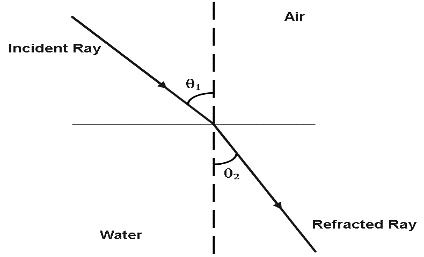 Air
Incident Ray
θ1
θ2
Refracted Ray
Water